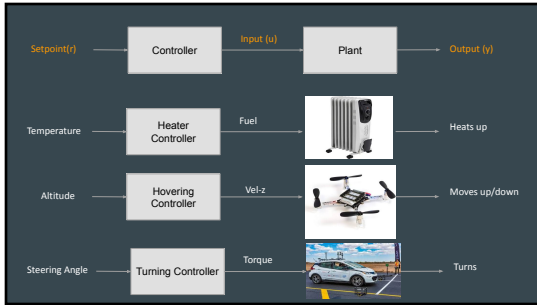 Setpoint(r)
Controller
Input (u)
Plant
Output (y)
Temperature
Heater
Controller
Fuel
Heats up
Altitude
Hovering
Controller
Vel-z
Moves up/down
Steering Angle
Turning Controller
Torque
Turns